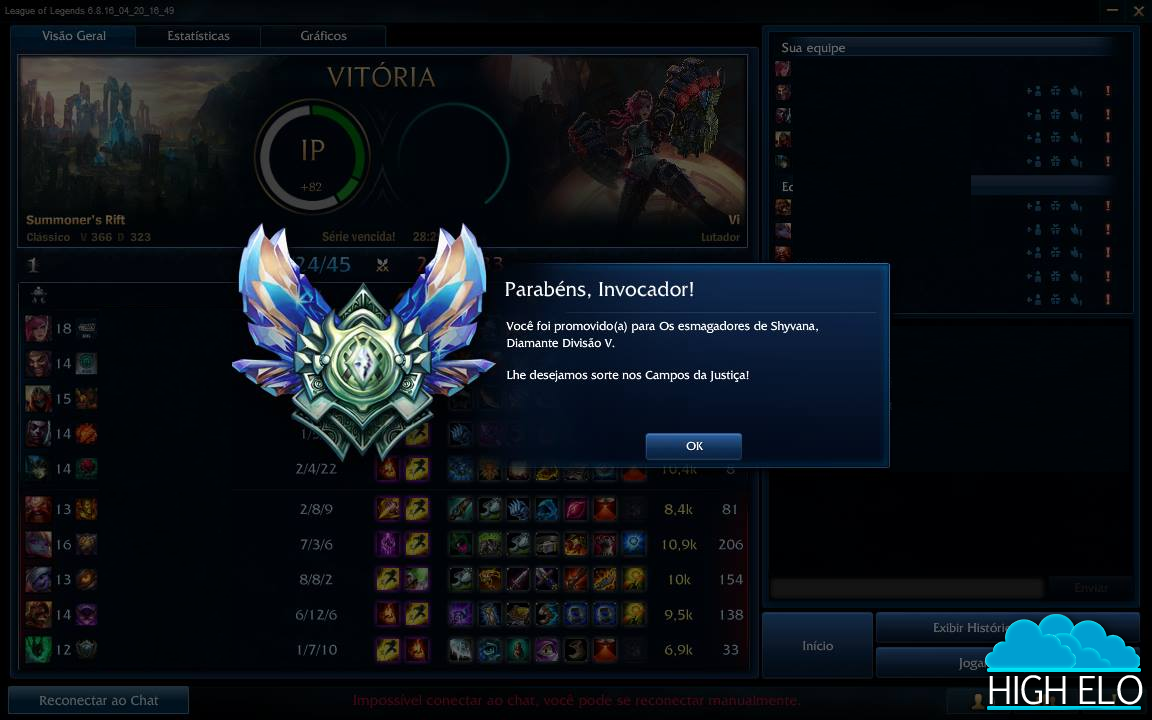 League of Legends 6.8.16_04_20_16_49
Visão Geral
Estatísticas
Gráficos
VITÓRIA
IP
+82
Summoner's Rift
Clássico V 366 D 323
Série vencida!
Vi
Lutador
Sua equipe
1
24/45
Parabéns, Invocador!
Você foi promovido(a) para Os esmagadores de Shyvana,
Diamante Divisão V.
Lhe desejamos sorte nos Campos da Justiça!
OK
18
14
15
14
14 2/4/22 10,4k
13 2/8/9 8,4k 81
16 7/3/6 10,9k 206
13 8/8/2 10k 154
14 6/12/6 9,5k 138
12 1/7/10 6,9k 33
Enviar
Início
Exibir
HIGH ELO
Reconectar ao Chat
Impossível conectar ao chat, você pode se reconectar manualmente.